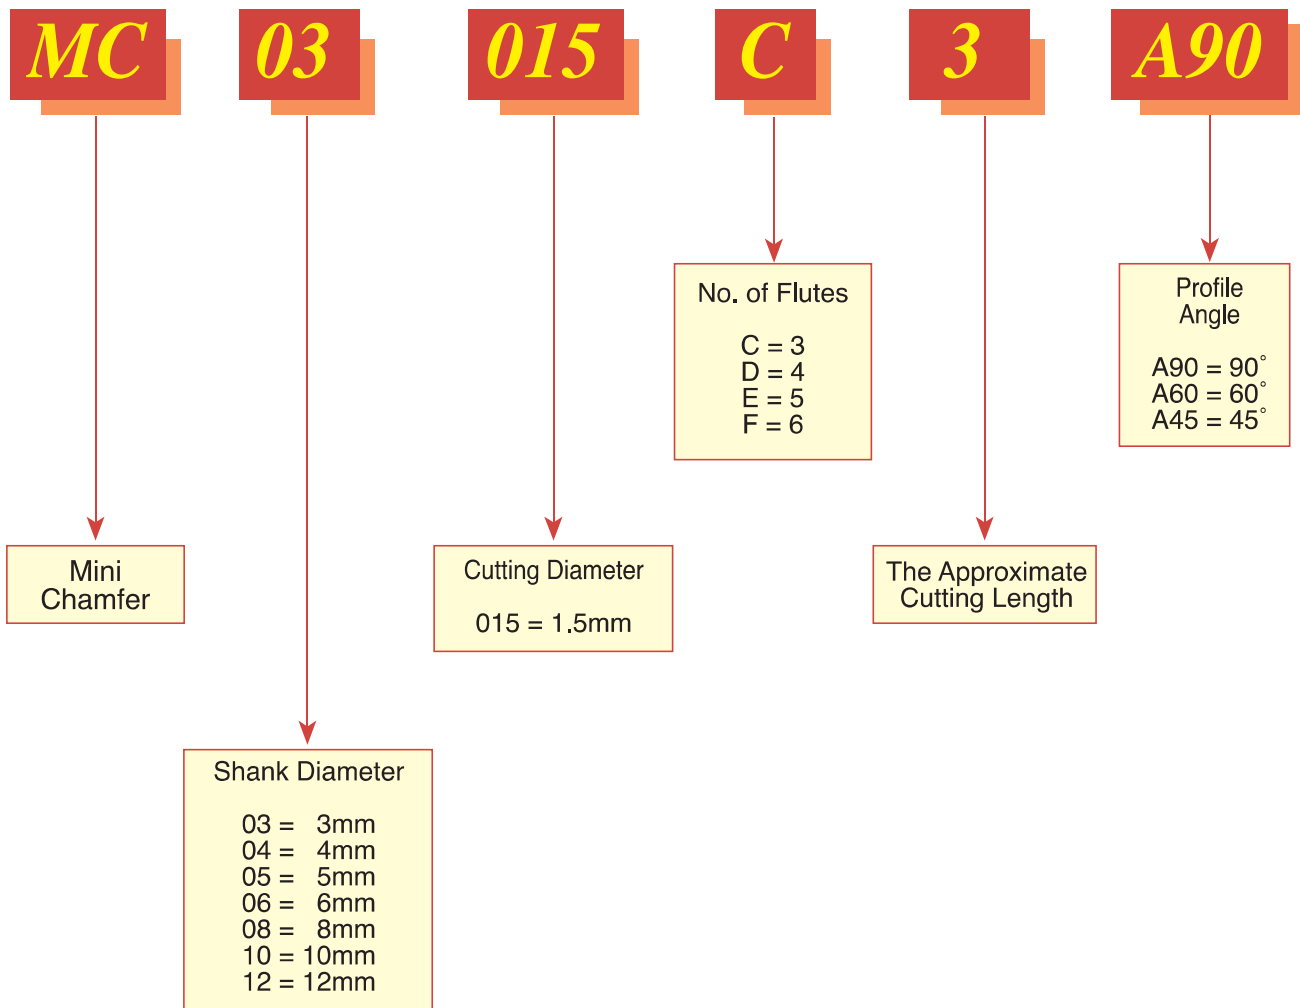 MC 03 015 C 3 A90
No. of Flutes
C = 3
D = 4
E = 5
F = 6
Profile
Angle
A90 = 90°
A60 = 60°
A45 = 45°
Mini
Chamfer
Cutting Diameter
015 = 1.5mm
The Approximate
Cutting Length
Shank Diameter
03 = 3mm
04 = 4mm
05 = 5mm
06 = 6mm
08 = 8mm
10 = 10mm
12 = 12mm